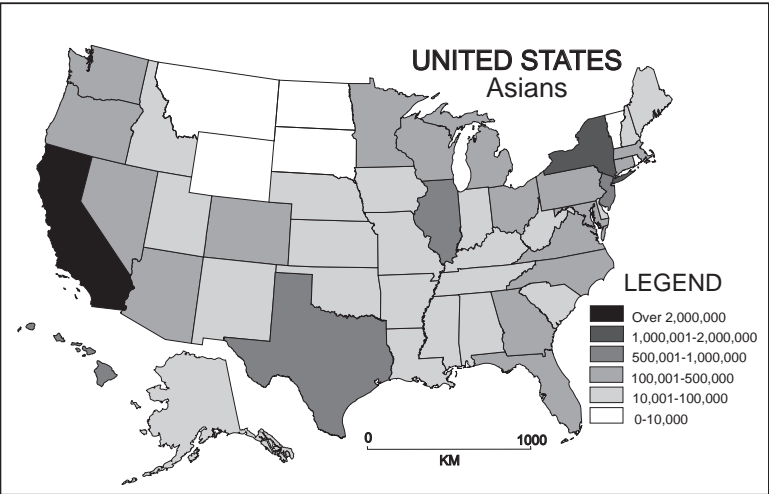 UNITED STATES
Asians
LEGEND
Over 2,000,000
1,000,001-2,000,000
500,001-1,000,000
100,001-500,000
10,001-100,000
0-10,000
0 1000
KM